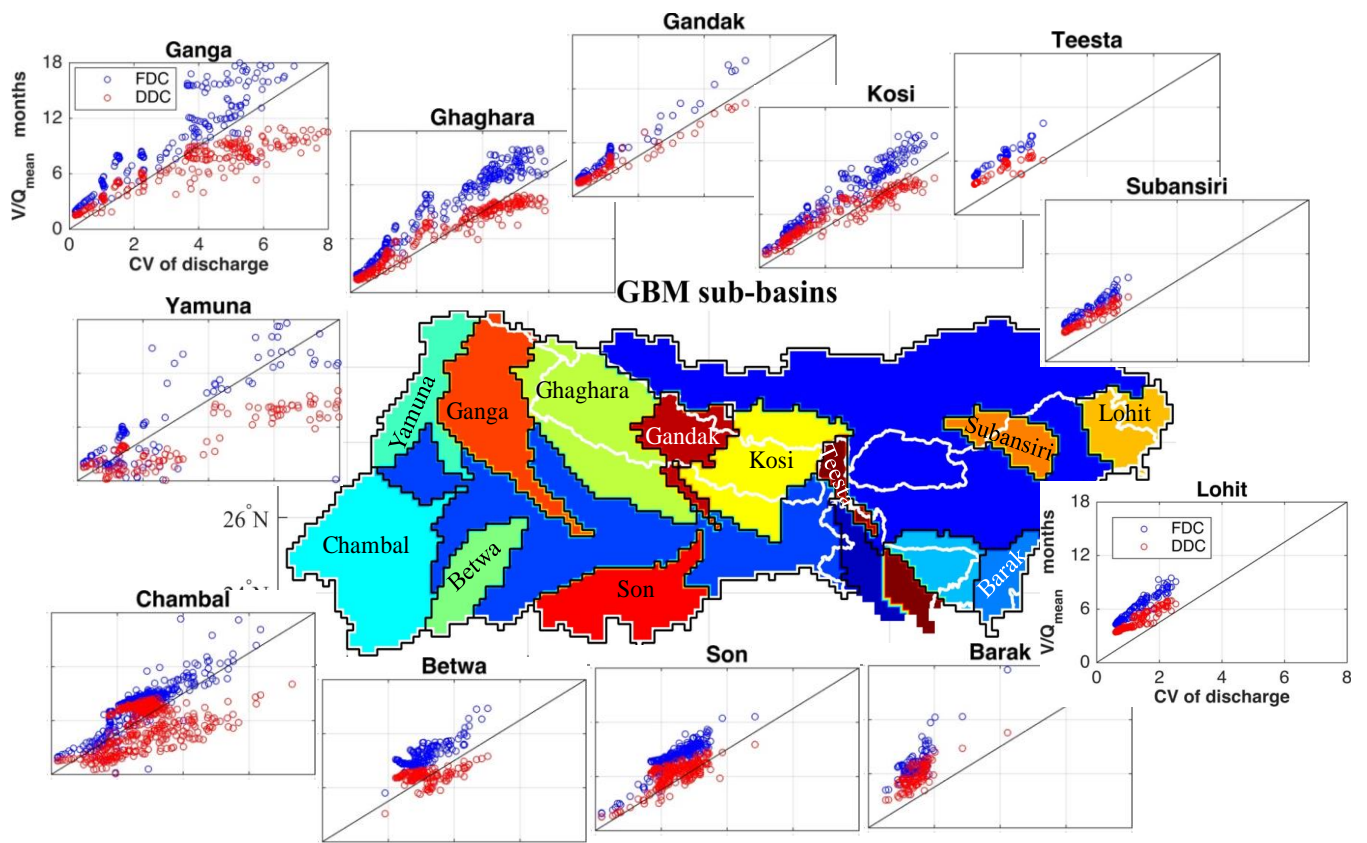 Gandak
Teesta
Ganga
18
12
6
0
V/Qmean months
FDC
DDC
0
2
4
6
8
CV of discharge
Ghaghara
Kosi
Subansiri
GBM sub-basins
Yamuna
Yamuna
Ganga
Ghaghara
Gandak
Kosi
Teesta
Subansiri
Lohit
26°N
Chambal
Betwa
Son
Barak
Lohit
18
12
6
0
V/Qmean months
FDC
DDC
0
2
4
6
8
CV of discharge
Chambal
Betwa
Son
Barak